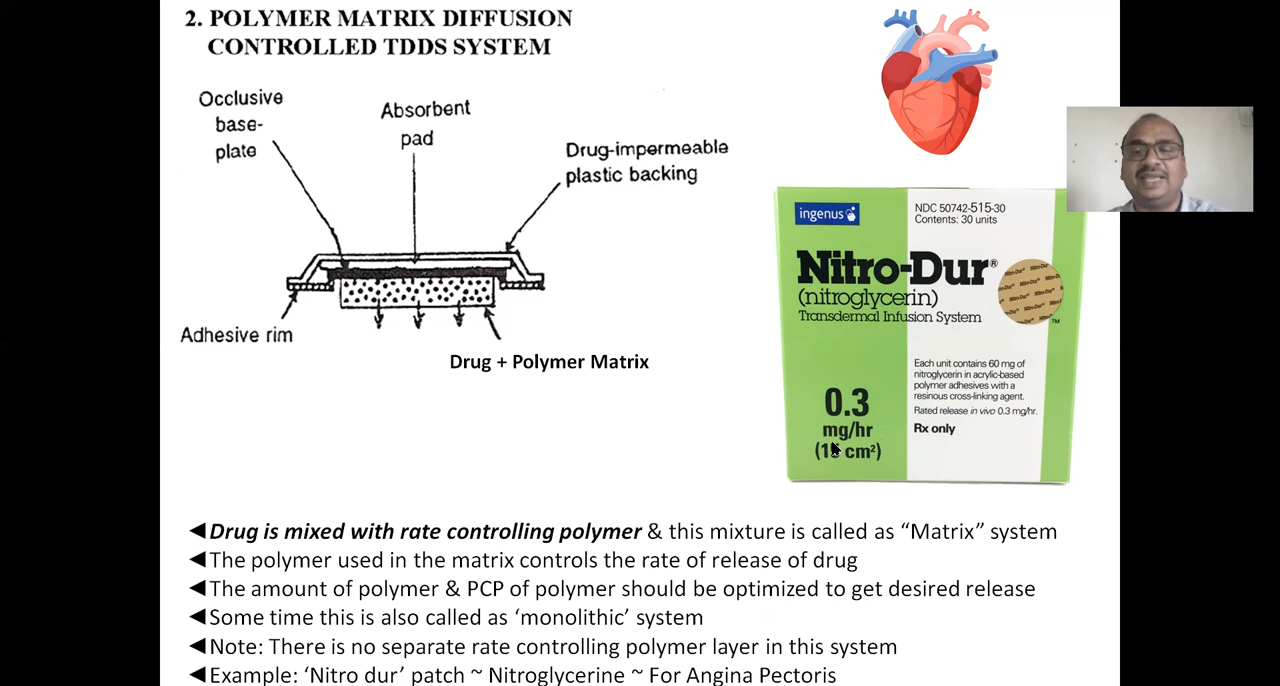 2. POLYMER MATRIX DIFFUSION
CONTROLLED TDDS SYSTEM
Occlusive
base-
plate
Absorbent
pad
Drug-impermeable
plastic backing
Adhesive rim
Drug + Polymer Matrix
ingenus
NDC 50742-515-30
Contents: 30 units
Nitro-Dur®
(nitroglycerin)
Transdermal Infusion System
Nitro-Dur
TM
Each unit contains 60 mg of
nitroglycerin in acrylic-based
polymer adhesives with a
resinous cross-linking agent.
Rated release in vivo 0.3 mg/hr.
Rx only
0.3
mg/hr
cm²)
◄Drug is mixed with rate controlling polymer & this mixture is called as “Matrix” system
◄The polymer used in the matrix controls the rate of release of drug
◄The amount of polymer & PCP of polymer should be optimized to get desired release
◄Some time this is also called as ‘monolithic’ system
◄Note: There is no separate rate controlling polymer layer in this system
◄Example: ‘Nitro dur’ patch ~ Nitroglycerine ~ For Angina Pectoris